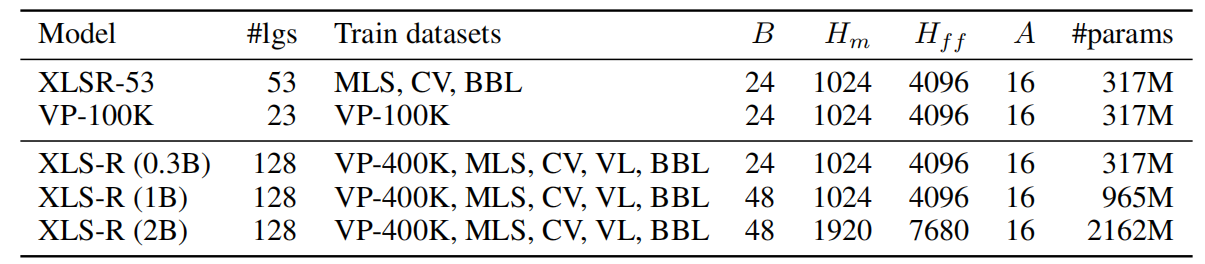 Model #lgs Train datasets B H_m H_ff A #params
XLSR-53 53 MLS, CV, BBL 24 1024 4096 16 317M
VP-100K 23 VP-100K 24 1024 4096 16 317M
XLS-R (0.3B) 128 VP-400K, MLS, CV, VL, BBL 24 1024 4096 16 317M
XLS-R (1B) 128 VP-400K, MLS, CV, VL, BBL 48 1024 4096 16 965M
XLS-R (2B) 128 VP-400K, MLS, CV, VL, BBL 48 1920 7680 16 2162M